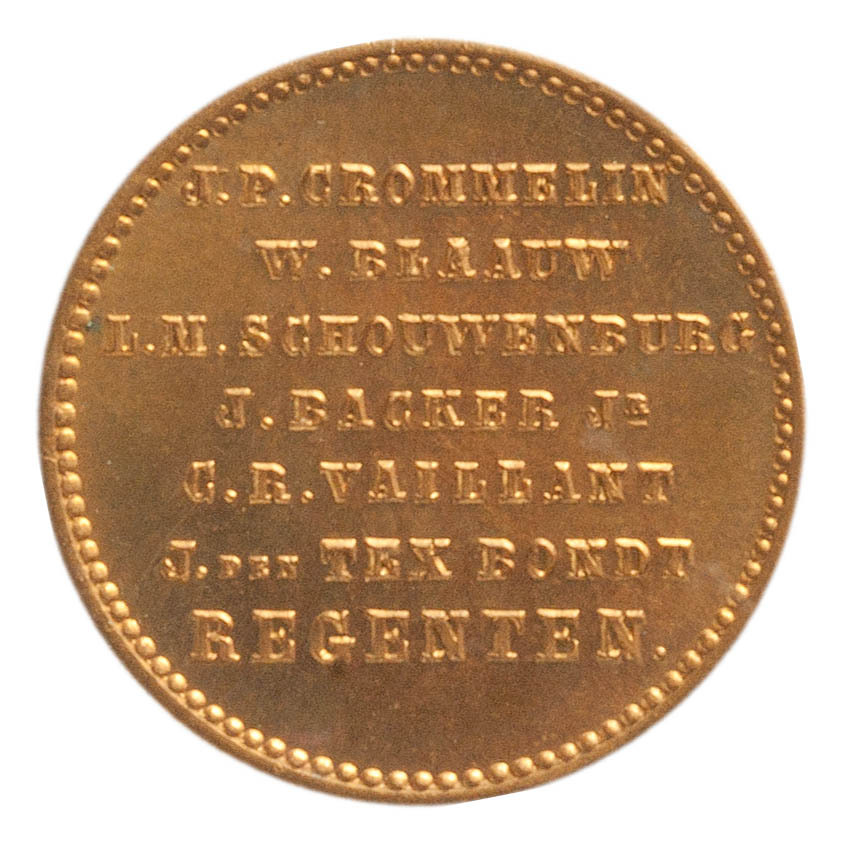 J.P. CROMMELIN
W. BLAAUW
L.M. SCHOUWENBURG
J. BACKER JR
C.R. VAILLANT
J. DEN TEX BONDT
REGENTEN.